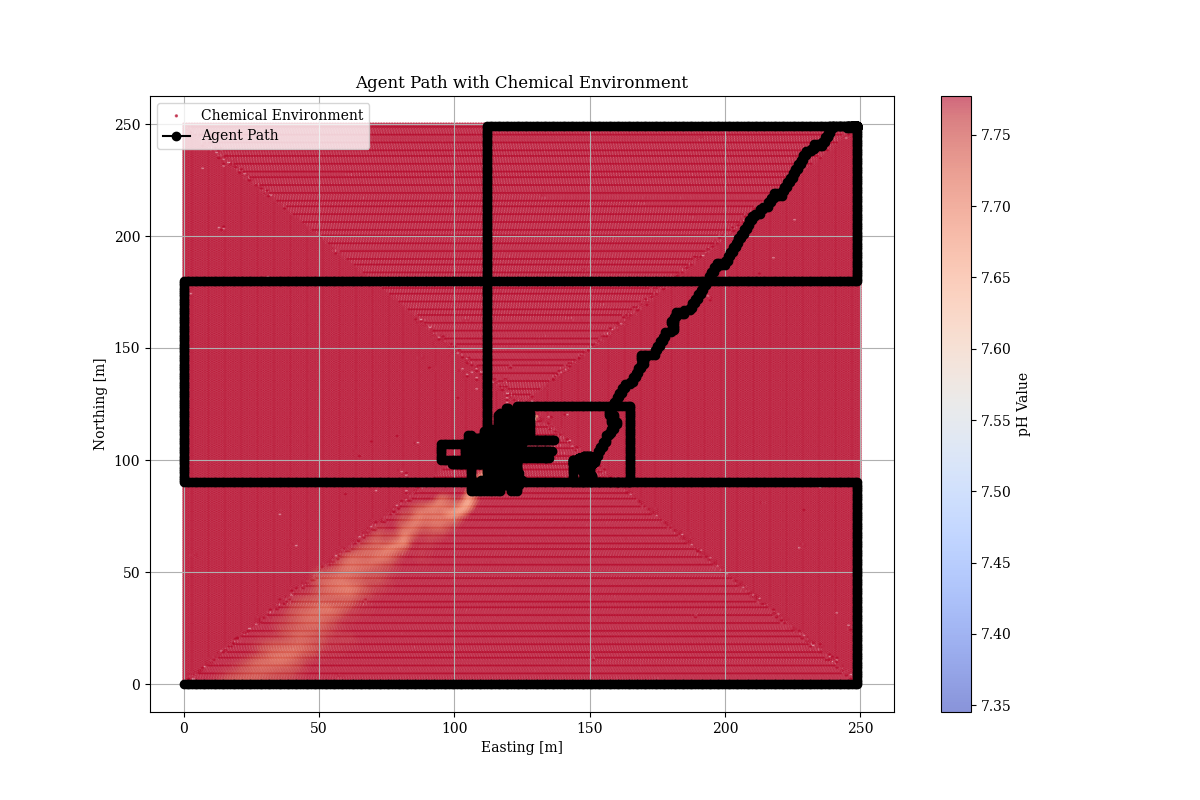 Agent Path with Chemical Environment
Chemical Environment
Agent Path
250
200
150
100
50
0
Northing [m]
0 50 100 150 200 250
Easting [m]
7.75
7.70
7.65
7.60
7.55
7.50
7.45
7.40
7.35
pH Value